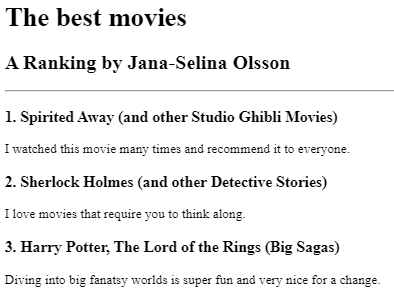 The best movies
A Ranking by Jana-Selina Olsson
1. Spirited Away (and other Studio Ghibli Movies)
I watched this movie many times and recommend it to everyone.
2. Sherlock Holmes (and other Detective Stories)
I love movies that require you to think along.
3. Harry Potter, The Lord of the Rings (Big Sagas)
Diving into big fanatsy worlds is super fun and very nice for a change.